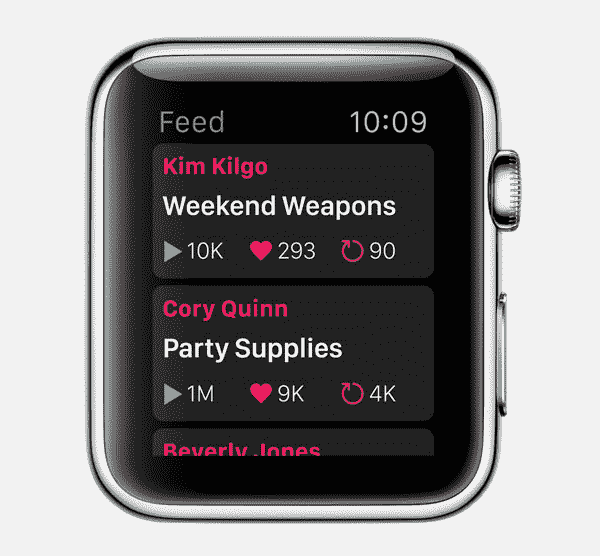 Feed 10:09
Kim Kilgo
Weekend Weapons
10K 293 90
Cory Quinn
Party Supplies
1M 9K 4K
Beverly Jones